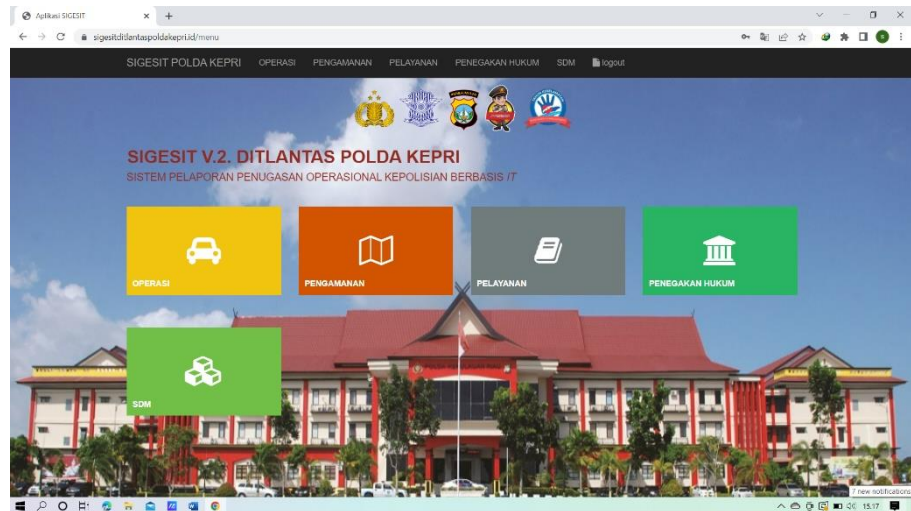 Aplikasi SIGESIT
sigesitditlantaspoldakepri.id/menu
SIGESIT POLDA KEPRI OPERASI PENGAMANAN PELAYANAN PENEGAKAN HUKUM SDM logout
SIGESIT V.2. DITLANTAS POLDA KEPRI
SISTEM PELAPORAN PENUGASAN OPERASIONAL KEPOLISIAN BERBASIS IT
OPERASI PENGAMANAN PELAYANAN PENEGAKAN HUKUM
SDM
7 new notifications
15.17